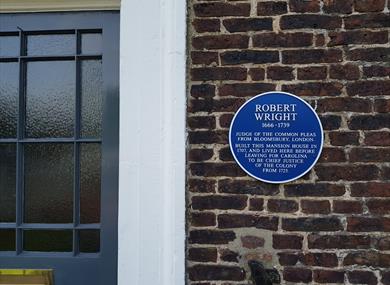 ROBERT
WRIGHT
1666-1739
JUDGE OF THE COMMON PLEAS
FROM BLOOMSBURY, LONDON.
BUILT THIS MANSION HOUSE IN
1707, AND LIVED HERE BEFORE
LEAVING FOR CAROLINA
TO BE CHIEF JUSTICE
OF THE COLONY
FROM 1725.